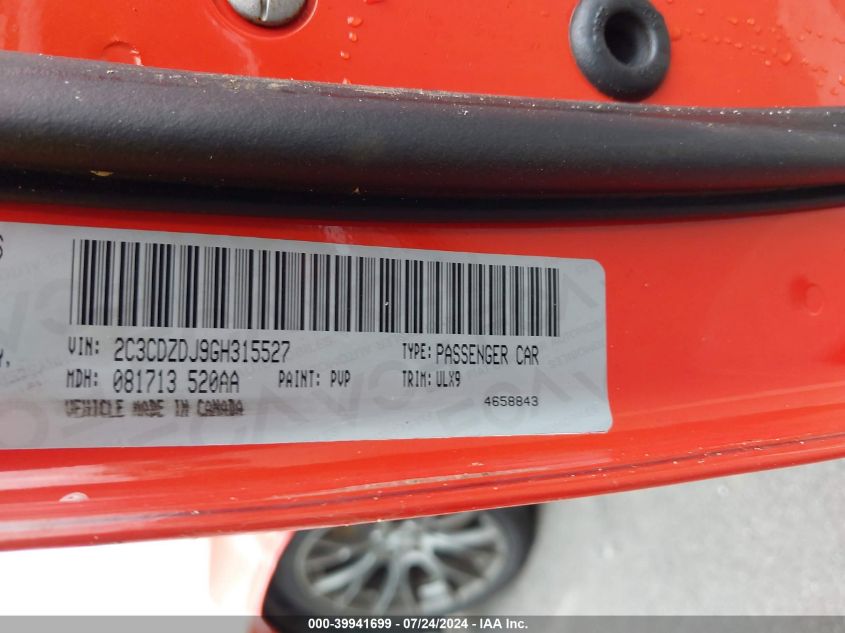 VIN: 2C3CDZDJ9GH315527 TYPE: PASSENGER CAR
MDH: 081713 520AA PAINT: PVP TRIM: ULX9
VEHICLE MADE IN CANADA 4658843
000-39941699 - 07/24/2024 - IAA Inc.